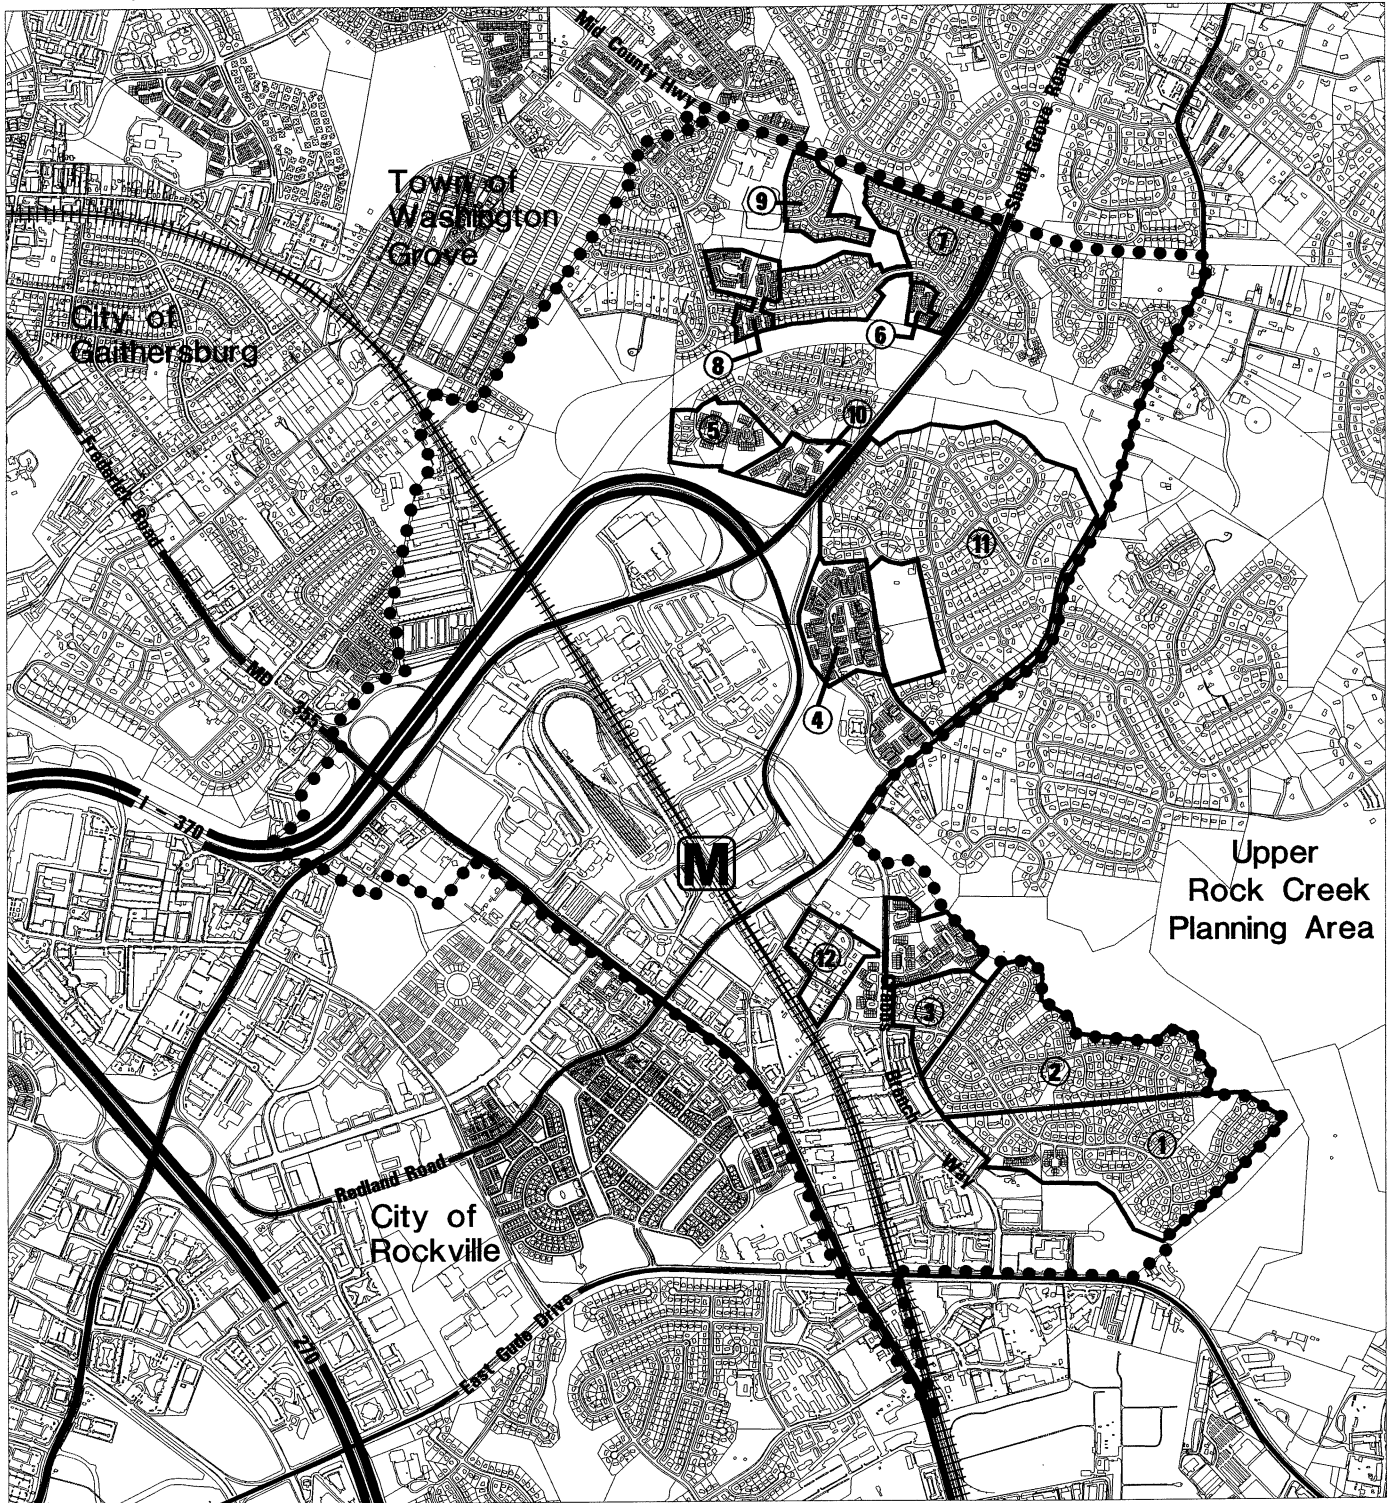 Mid County Hwy
Shady Grove Road
Town of
Washington
Grove
9
7
City of
Gaithersburg
6
8
10
5
Frederick Road
11
MD
355
4
I - 370
M
Upper
Rock Creek
Planning Area
12
3
2
Crabbs
Branch
Way
1
Redland Road
City of
Rockville
East Gude Drive
I
270